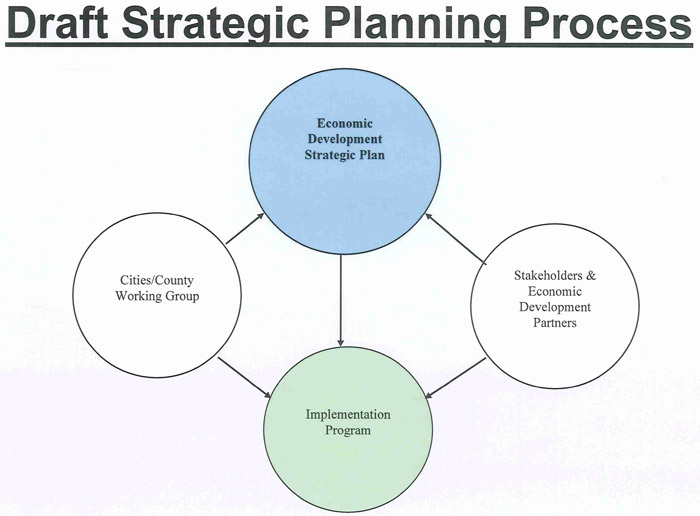 Draft Strategic Planning Process
Economic
Development
Strategic Plan
Cities/County
Working Group
Stakeholders &
Economic
Development
Partners
Implementation
Program